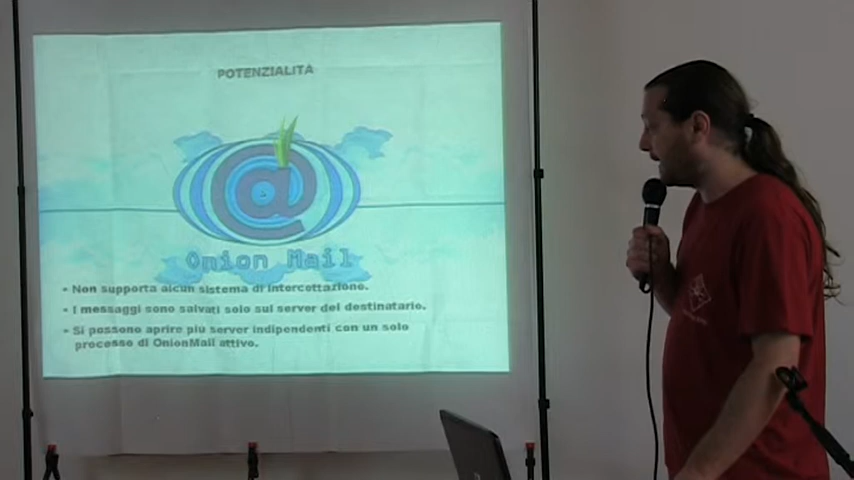 POTENZIALITÀ
Onion Mail
• Non supporta alcun sistema di intercettazione.
• I messaggi sono salvati solo sul server del destinatario.
• Si possono aprire più server indipendenti con un solo
processo di OnionMail attivo.